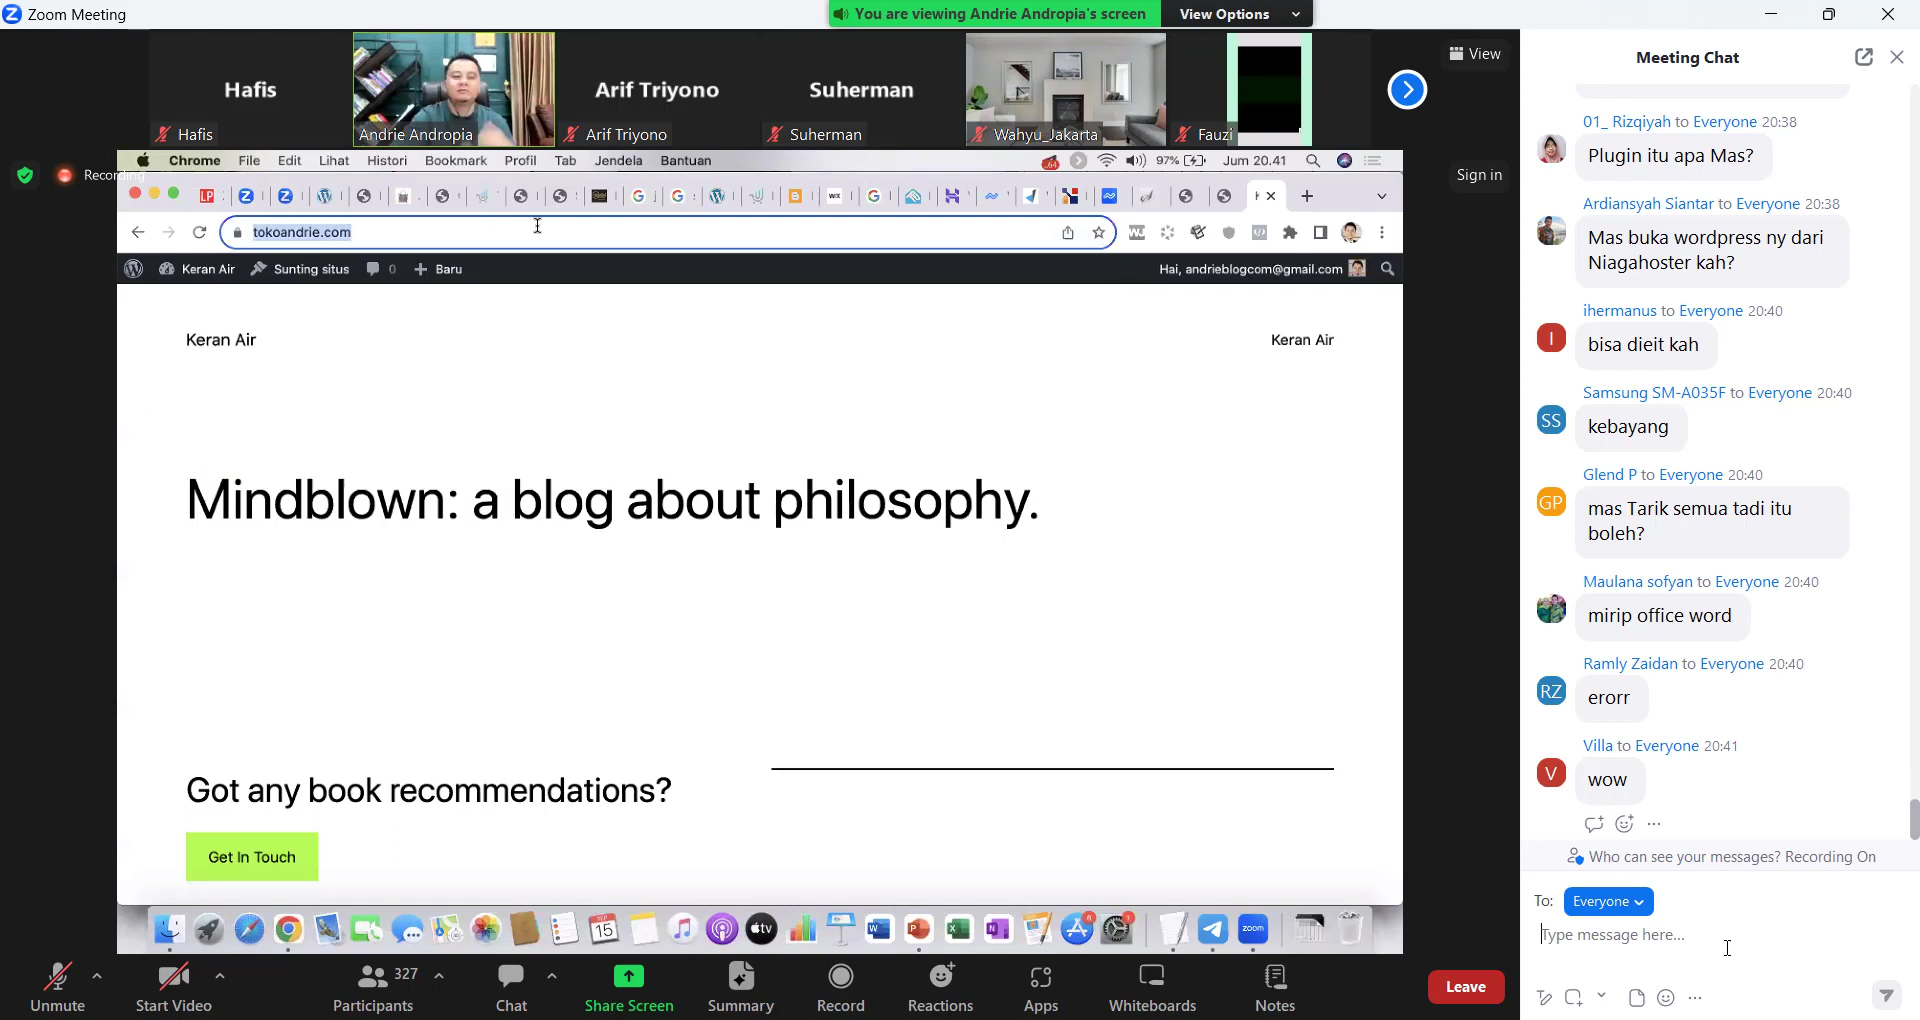 Zoom Meeting
You are viewing Andrie Andropia's screen
View Options
Hafis
Arif Triyono
Suherman
View
Hafis
Andrie Andropia
Arif Triyono
Suherman
Wahyu_Jakarta
Fauzi
Recording
Sign in
Chrome File Edit Lihat Histori Bookmark Profil Tab Jendela Bantuan
97%
Jum 20.41
tokoandrie.com
Keran Air
Sunting situs
0
Baru
Hai, andrieblogcom@gmail.com
Keran Air
Keran Air
Mindblown: a blog about philosophy.
Got any book recommendations?
Get In Touch
SEP
15
zoom
Unmute
Start Video
327
Participants
Chat
Share Screen
Summary
Record
Reactions
Apps
Whiteboards
Notes
Leave
Meeting Chat
01_ Rizqiyah to Everyone 20:38
Plugin itu apa Mas?
Ardiansyah Siantar to Everyone 20:38
Mas buka wordpress ny dari
Niagahoster kah?
ihermanus to Everyone 20:40
I
bisa dieit kah
Samsung SM-A035F to Everyone 20:40
SS
kebayang
Glend P to Everyone 20:40
GP
mas Tarik semua tadi itu
boleh?
Maulana sofyan to Everyone 20:40
mirip office word
Ramly Zaidan to Everyone 20:40
RZ
erorr
Villa to Everyone 20:41
V
wow
Who can see your messages? Recording On
To: Everyone
Type message here...